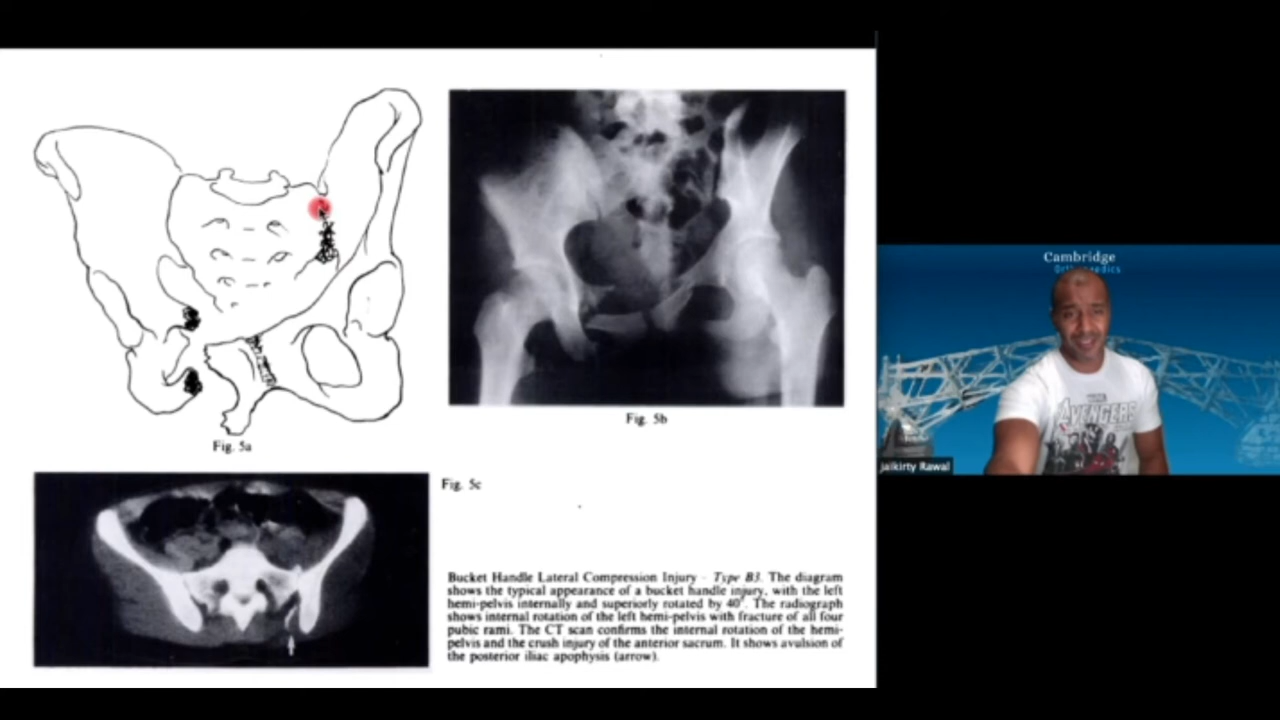 Fig. 5a
Fig. 5b
Fig. 5c
Bucket Handle Lateral Compression Injury – Type B3. The diagram
shows the typical appearance of a bucket handle injury, with the left
hemi-pelvis internally and superiorly rotated by 40°. The radiograph
shows internal rotation of the left hemi-pelvis with fracture of all four
pubic rami. The CT scan confirms the internal rotation of the hemi-
pelvis and the crush injury of the anterior sacrum. It shows avulsion of
the posterior iliac apophysis (arrow).
Cambridge
MARVEL
AVENGERS
Jaikirty Rawal